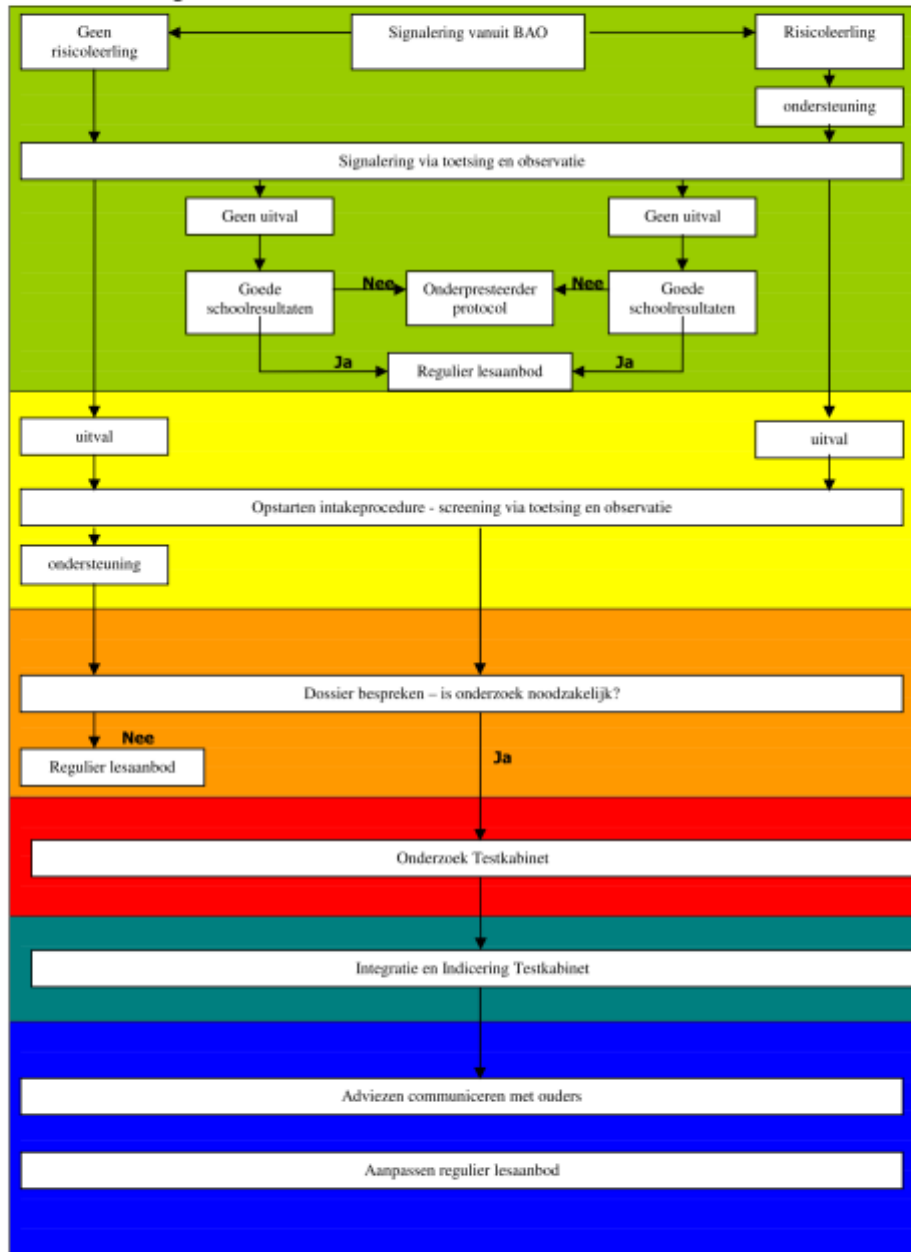 Geen
risicoleerling
Signalering vanuit BAO
Risicoleerling
ondersteuning
Signalering via toetsing en observatie
Geen uitval
Geen uitval
Goede
schoolresultaten
Nee
Onderpresteerder
protocol
Nee
Goede
schoolresultaten
Ja
Regulier lesaanbod
Ja
uitval
uitval
Opstarten intakeprocedure - screening via toetsing en observatie
ondersteuning
Dossier bespreken – is onderzoek noodzakelijk?
Nee
Regulier lesaanbod
Ja
Onderzoek Testkabinet
Integratie en Indicering Testkabinet
Adviezen communiceren met ouders
Aanpassen regulier lesaanbod